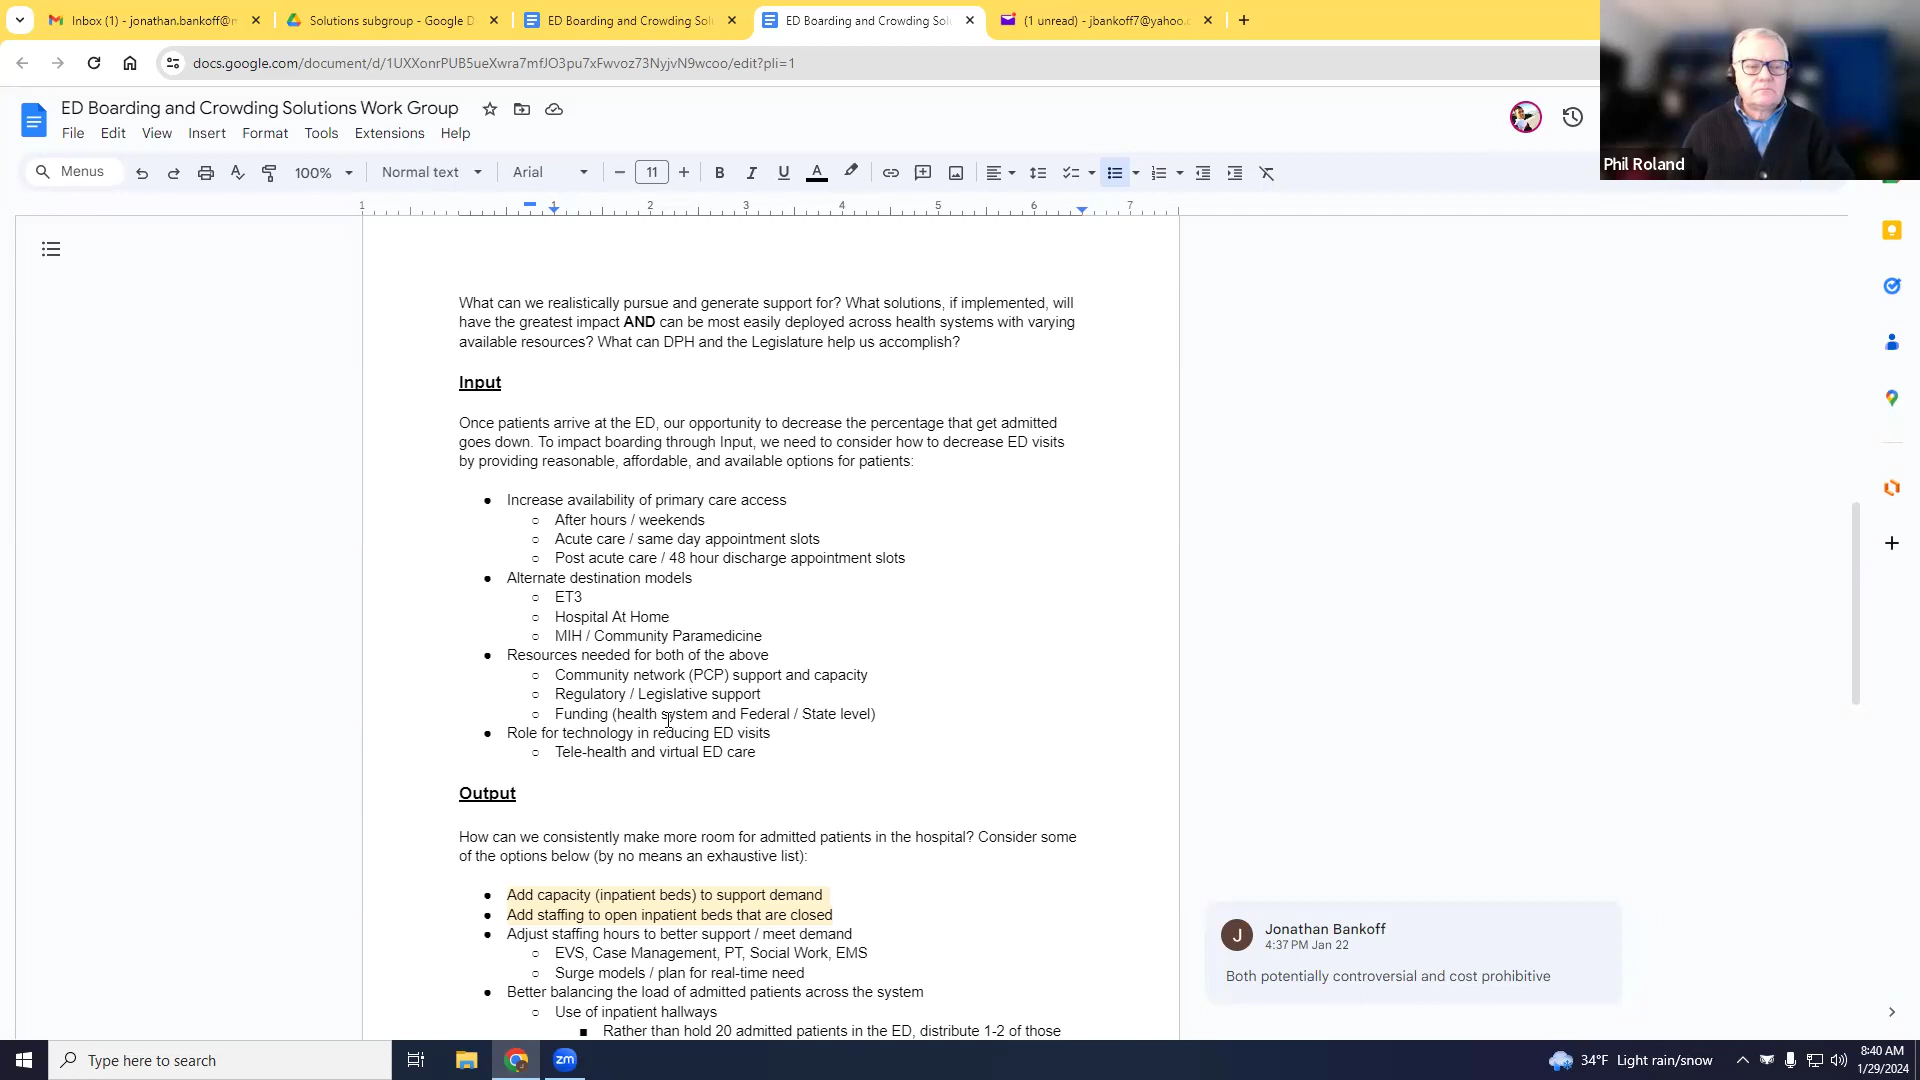 Inbox (1) - jonathan.bankoff@m
Solutions subgroup - Google D
ED Boarding and Crowding Solu
ED Boarding and Crowding Solu
(1 unread) - jbankoff7@yahoo.c
docs.google.com/document/d/1UXXonrPUB5ueXwra7mfJO3pu7xFwvoz73NyjvN9wcoo/edit?pli=1
ED Boarding and Crowding Solutions Work Group
File Edit View Insert Format Tools Extensions Help
Phil Roland
Menus 100% Normal text Arial 11
1 1 2 3 4 5 6 7
What can we realistically pursue and generate support for? What solutions, if implemented, will
have the greatest impact AND can be most easily deployed across health systems with varying
available resources? What can DPH and the Legislature help us accomplish?
Input
Once patients arrive at the ED, our opportunity to decrease the percentage that get admitted
goes down. To impact boarding through Input, we need to consider how to decrease ED visits
by providing reasonable, affordable, and available options for patients:
● Increase availability of primary care access
○ After hours / weekends
○ Acute care / same day appointment slots
○ Post acute care / 48 hour discharge appointment slots
● Alternate destination models
○ ET3
○ Hospital At Home
○ MIH / Community Paramedicine
● Resources needed for both of the above
○ Community network (PCP) support and capacity
○ Regulatory / Legislative support
○ Funding (health system and Federal / State level)
● Role for technology in reducing ED visits
○ Tele-health and virtual ED care
Output
How can we consistently make more room for admitted patients in the hospital? Consider some
of the options below (by no means an exhaustive list):
● Add capacity (inpatient beds) to support demand
● Add staffing to open inpatient beds that are closed
● Adjust staffing hours to better support / meet demand
○ EVS, Case Management, PT, Social Work, EMS
○ Surge models / plan for real-time need
● Better balancing the load of admitted patients across the system
○ Use of inpatient hallways
■ Rather than hold 20 admitted patients in the ED, distribute 1-2 of those
J
Jonathan Bankoff
4:37 PM Jan 22
Both potentially controversial and cost prohibitive
Type here to search
zm
34°F Light rain/snow
8:40 AM
1/29/2024